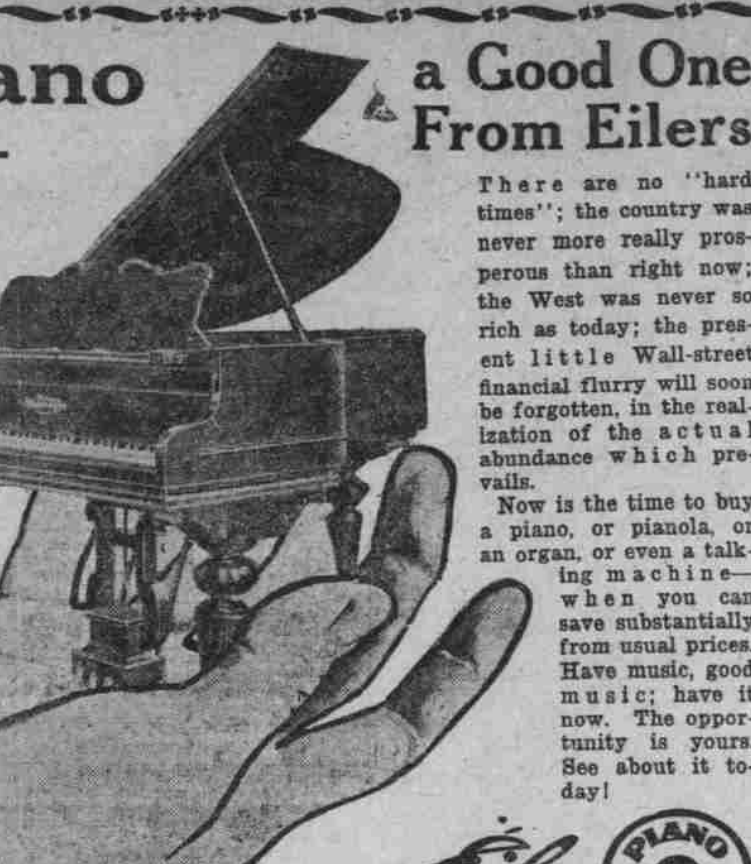 ano
a Good One
From Eilers
There are no "hard
times"; the country was
never more really pros-
perous than right now;
the West was never so
rich as today; the pres-
ent little Wall-street
financial flurry will soon
be forgotten, in the real-
ization of the actual
abundance which pre-
vails.
Now is the time to buy
a piano, or pianola, or
an organ, or even a talk-
ing machine—
when you can
save substantially
from usual prices.
Have music, good
music; have i
now. The oppor-
tunity is yours.
See about it to-
day!
PIANO